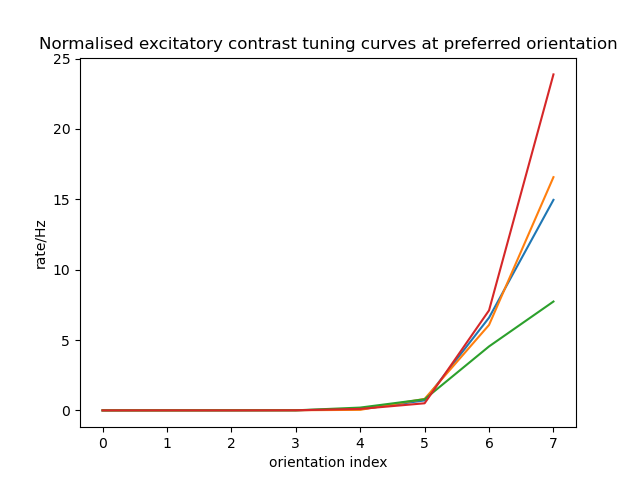 Normalised excitatory contrast tuning curves at preferred orientation
25
20
15
10
5
0
rate/Hz
0 1 2 3 4 5 6 7
orientation index